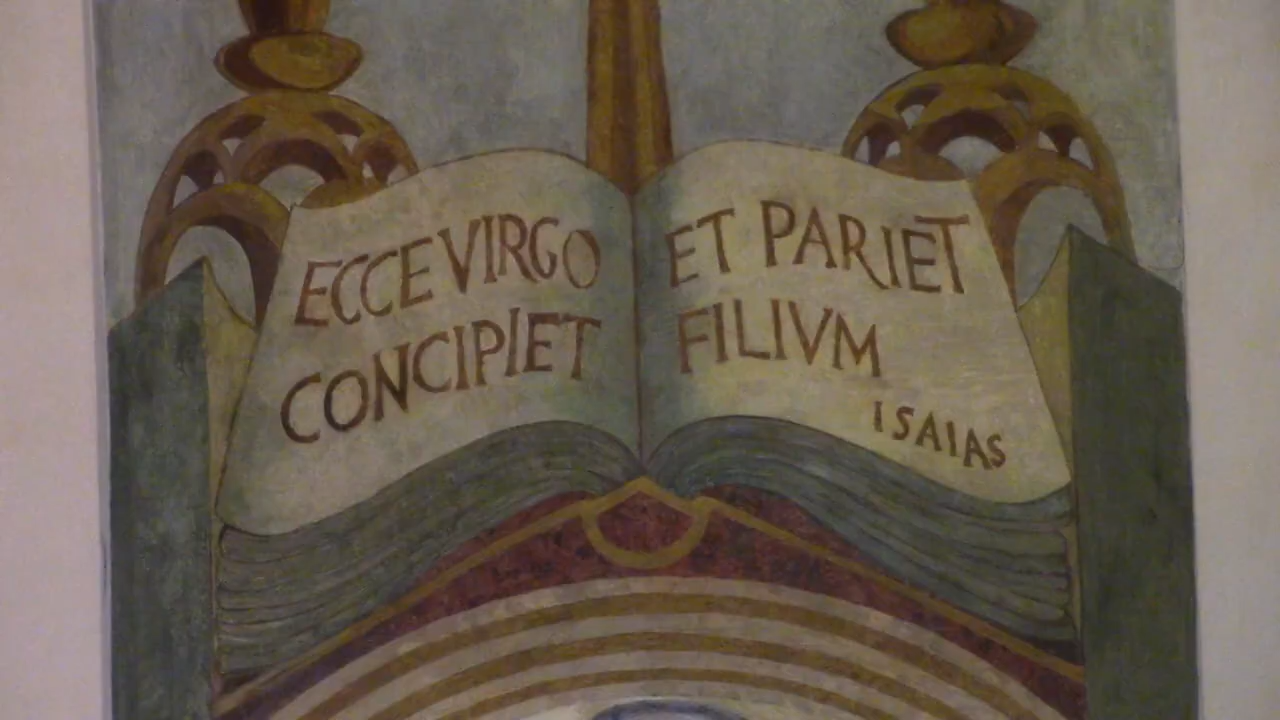 ECCE VIRGO
CONCIPIET
ET PARIET
FILIVM
ISAIAS